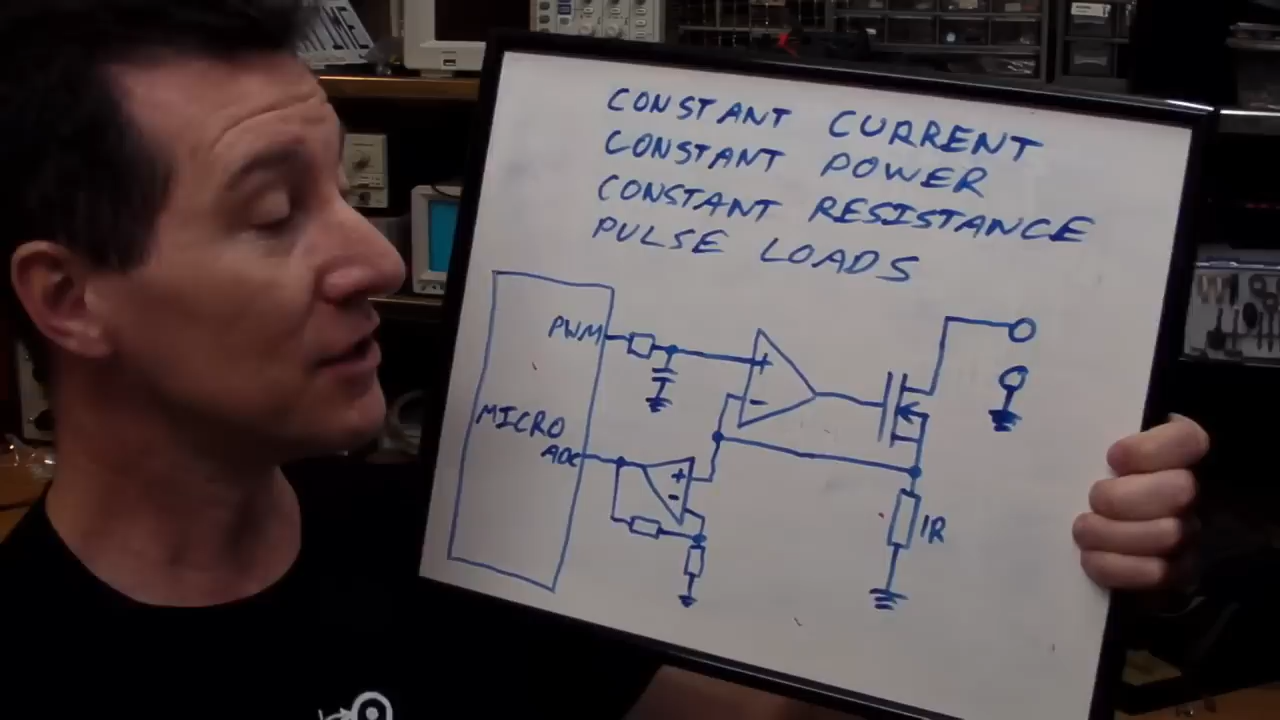 CONSTANT CURRENT
CONSTANT POWER
CONSTANT RESISTANCE
PULSE LOADS
PWM
+
-
MICRO
ADC
+
-
1R